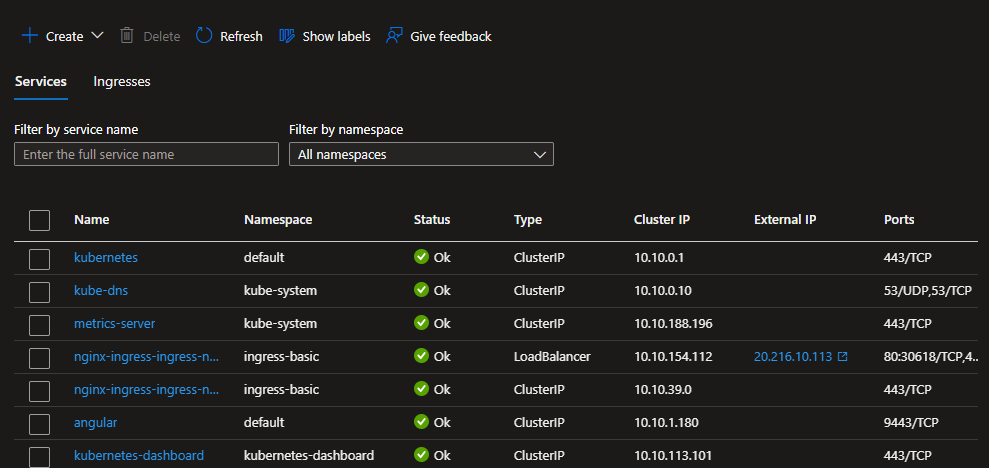 Create Delete Refresh Show labels Give feedback
Services Ingresses
Filter by service name Filter by namespace
Enter the full service name All namespaces
Name Namespace Status Type Cluster IP External IP Ports
kubernetes default Ok ClusterIP 10.10.0.1 443/TCP
kube-dns kube-system Ok ClusterIP 10.10.0.10 53/UDP,53/TCP
metrics-server kube-system Ok ClusterIP 10.10.188.196 443/TCP
nginx-ingress-ingress-n... ingress-basic Ok LoadBalancer 10.10.154.112 20.216.10.113 80:30618/TCP,4...
nginx-ingress-ingress-n... ingress-basic Ok ClusterIP 10.10.39.0 443/TCP
angular default Ok ClusterIP 10.10.1.180 9443/TCP
kubernetes-dashboard kubernetes-dashboard Ok ClusterIP 10.10.113.101 443/TCP